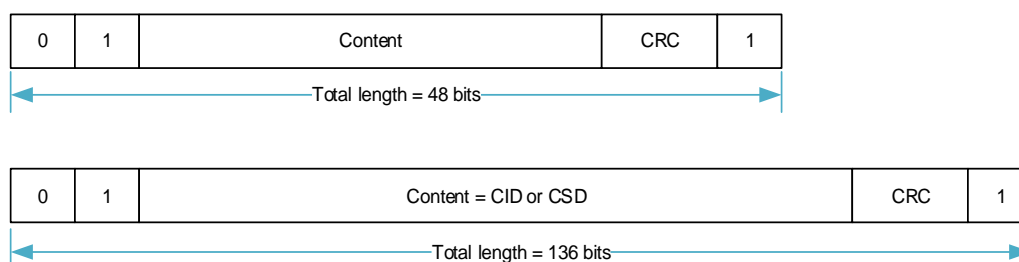 0 1 Content CRC 1
Total length = 48 bits
0 1 Content = CID or CSD CRC 1
Total length = 136 bits